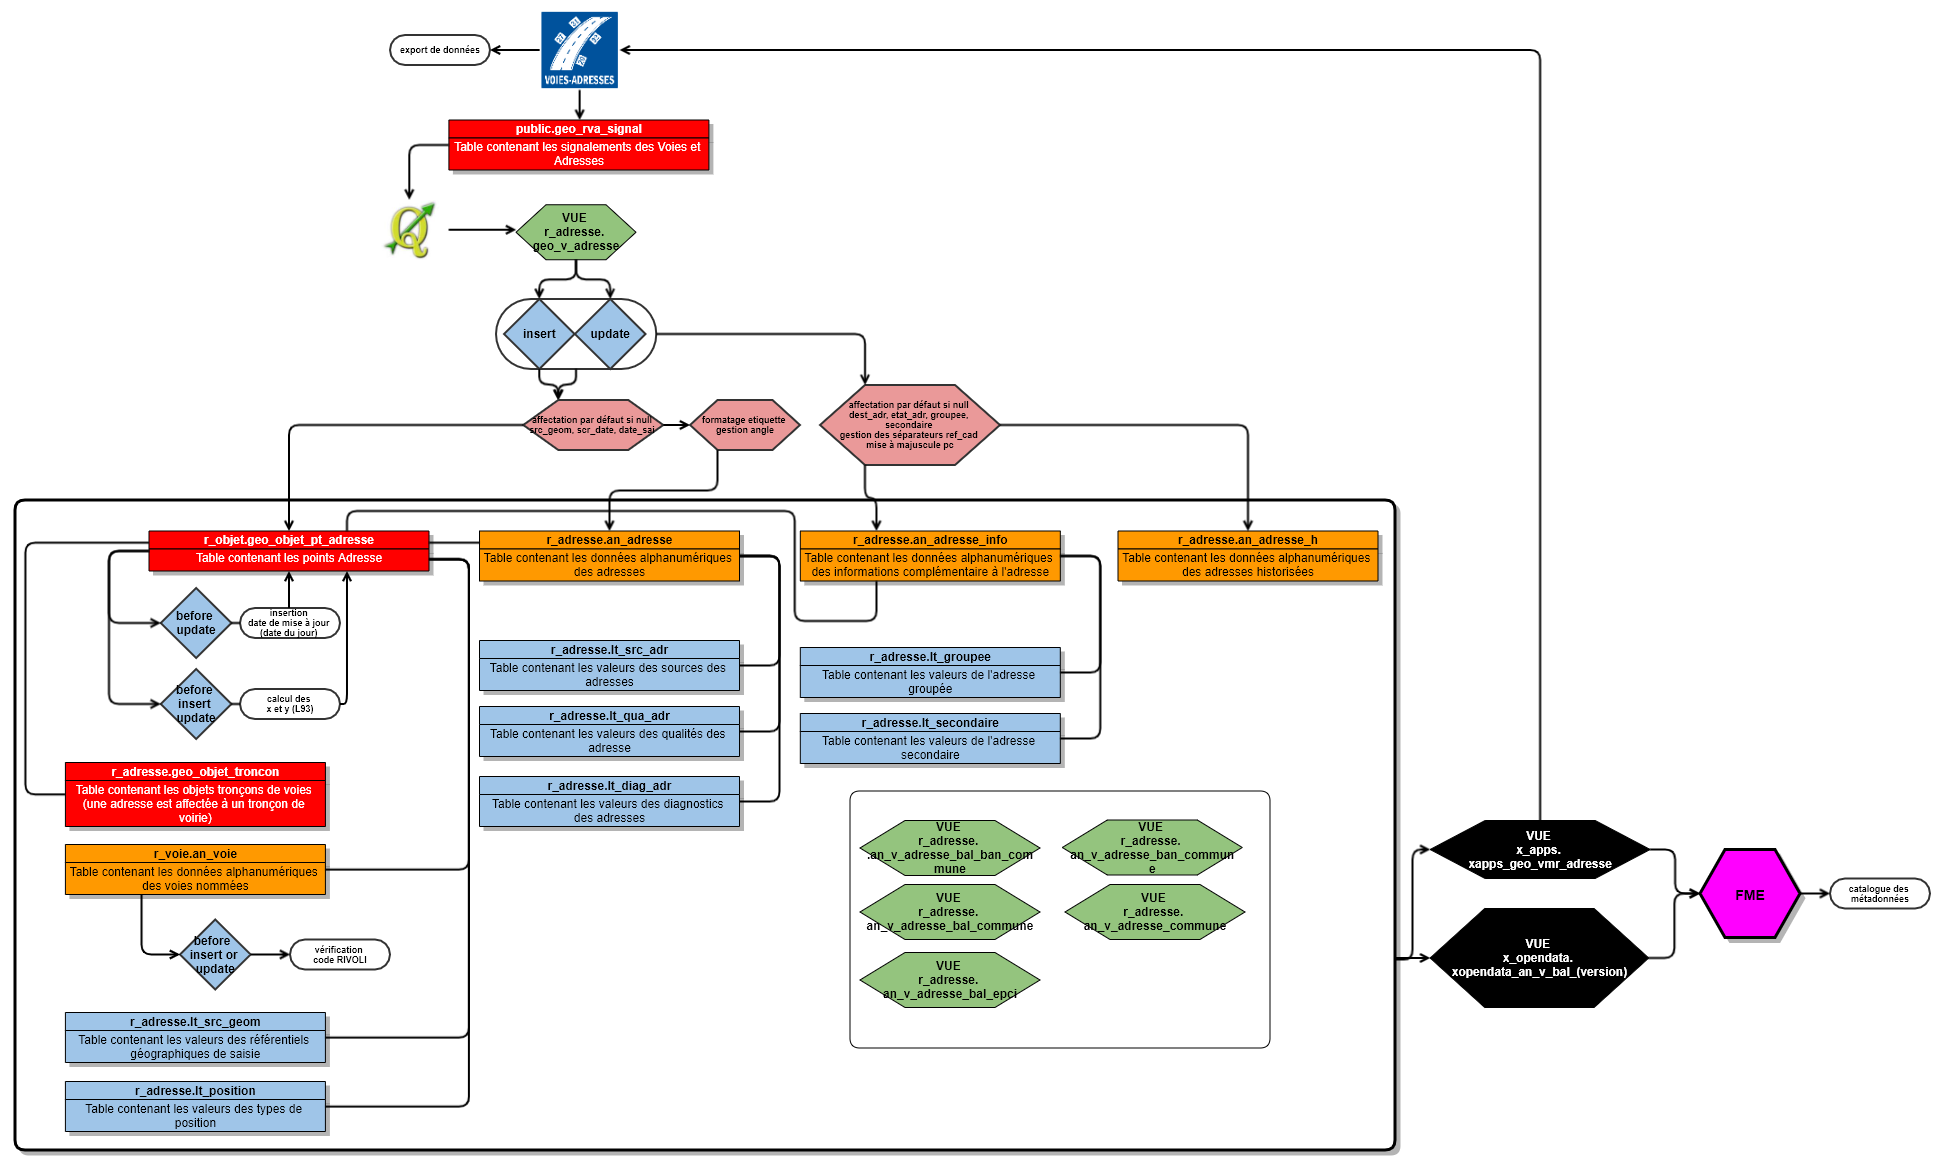 export de données
VOIES-ADRESSES
public.geo_rva_signal
Table contenant les signalements des Voies et
Adresses
VUE
r_adresse.
geo_v_adresse
insert
update
affectation par défaut si null
src_geom, scr_date, date_sai
formatage etiquette
gestion angle
affectation par défaut si null
dest_adr, etat_adr, groupee,
secondaire
gestion des séparateurs ref_cad
mise à majuscule pc
r_objet.geo_objet_pt_adresse
Table contenant les points Adresse
r_adresse.an_adresse
Table contenant les données alphanumériques
des adresses
r_adresse.an_adresse_info
Table contenant les données alphanumériques
des informations complémentaire à l'adresse
r_adresse.an_adresse_h
Table contenant les données alphanumériques
des adresses historisées
before
update
insertion
date de mise à jour
(date du jour)
before
insert
update
calcul des
x et y (L93)
r_adresse.lt_src_adr
Table contenant les valeurs des sources des
adresses
r_adresse.lt_qua_adr
Table contenant les valeurs des qualités des
adresse
r_adresse.lt_diag_adr
Table contenant les valeurs des diagnostics
des adresses
r_adresse.lt_groupee
Table contenant les valeurs de l'adresse
groupée
r_adresse.lt_secondaire
Table contenant les valeurs de l'adresse
secondaire
r_adresse.geo_objet_troncon
Table contenant les objets tronçons de voies
(une adresse est affectée à un tronçon de
voirie)
r_voie.an_voie
Table contenant les données alphanumériques
des voies nommées
before
insert or
update
vérification
code RIVOLI
r_adresse.lt_src_geom
Table contenant les valeurs des référentiels
géographiques de saisie
r_adresse.lt_position
Table contenant les valeurs des types de
position
VUE
r_adresse.
.an_v_adresse_bal_ban_com
mune
VUE
r_adresse.
an_v_adresse_ban_commun
e
VUE
r_adresse.
an_v_adresse_bal_commune
VUE
r_adresse.
an_v_adresse_commune
VUE
r_adresse.
an_v_adresse_bal_epci
VUE
x_apps.
xapps_geo_vmr_adresse
VUE
x_opendata.
xopendata_an_v_bal_(version)
FME
catalogue des
métadonnées